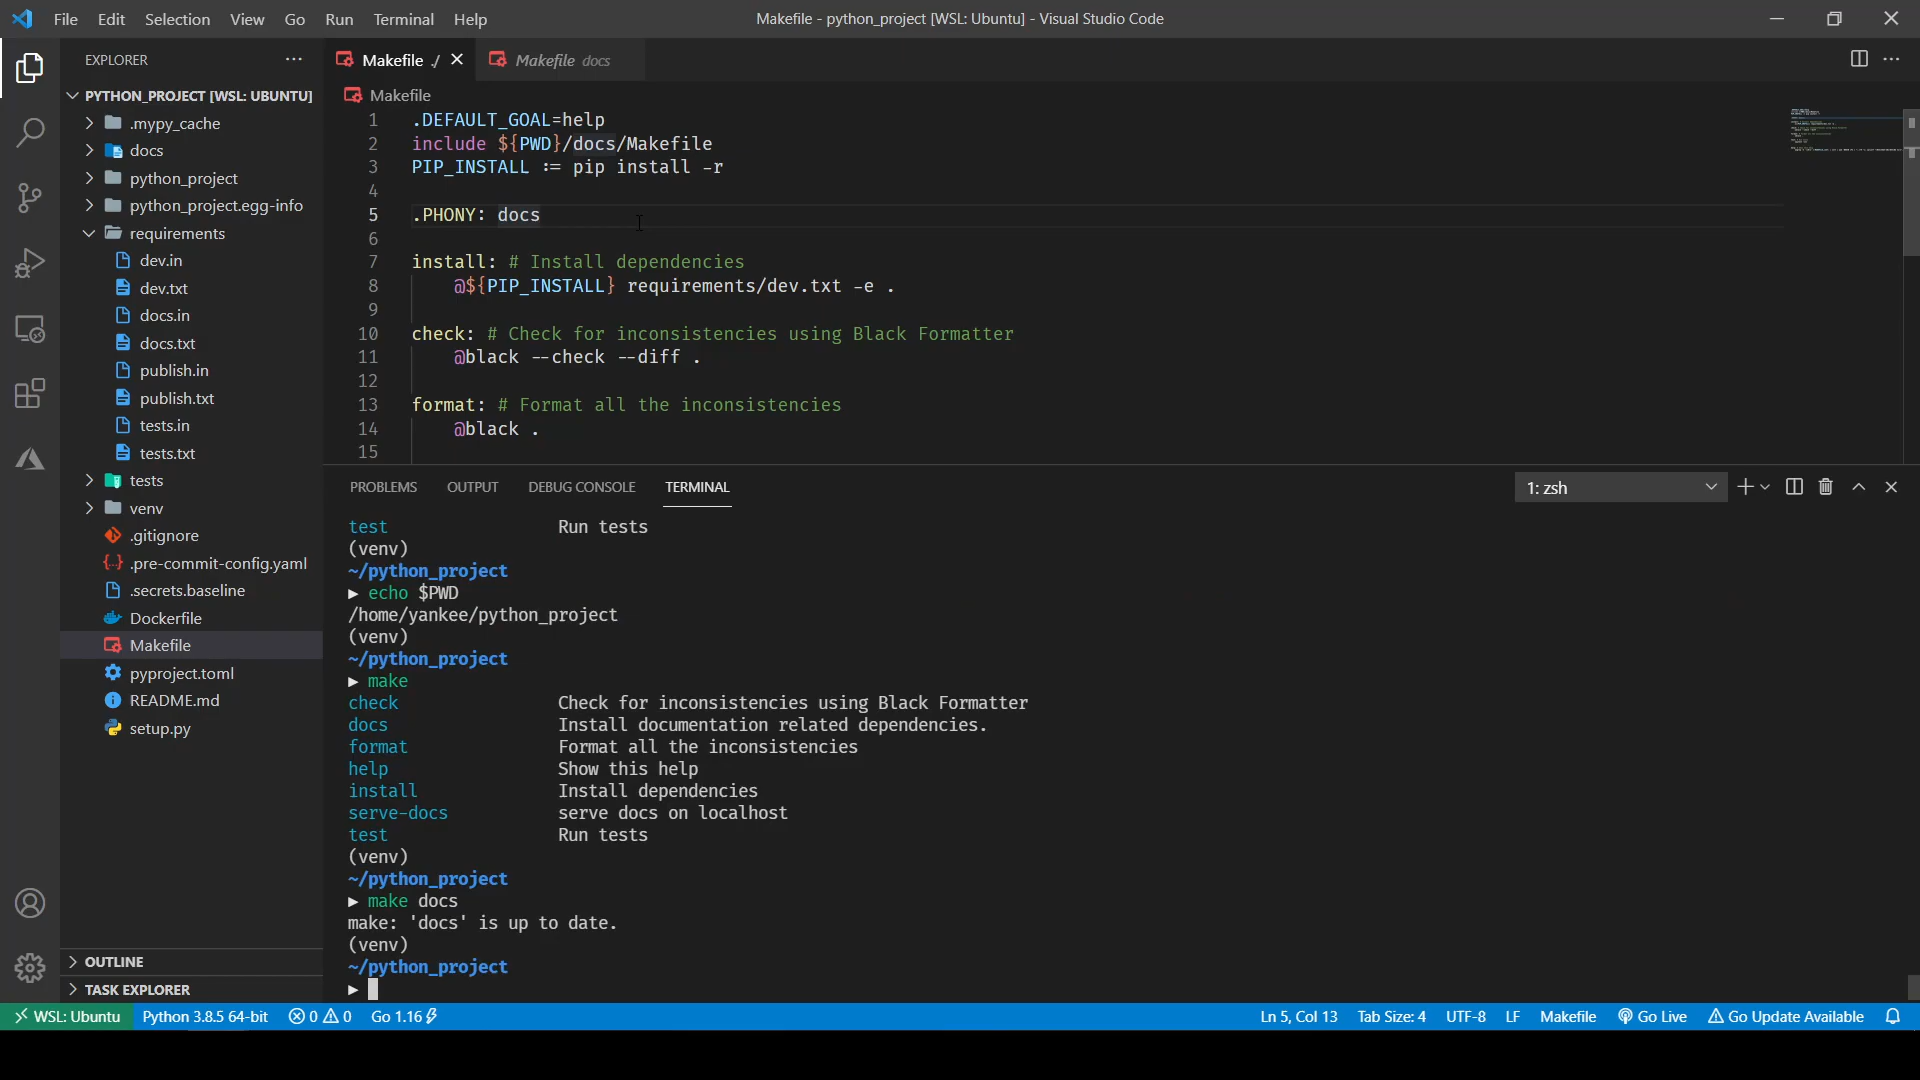 File Edit Selection View Go Run Terminal Help
Makefile - python_project [WSL: Ubuntu] - Visual Studio Code
EXPLORER
PYTHON_PROJECT [WSL: UBUNTU]
.mypy_cache
docs
python_project
python_project.egg-info
requirements
dev.in
dev.txt
docs.in
docs.txt
publish.in
publish.txt
tests.in
tests.txt
tests
venv
.gitignore
.pre-commit-config.yaml
.secrets.baseline
Dockerfile
Makefile
pyproject.toml
README.md
setup.py
OUTLINE
TASK EXPLORER
Makefile ./
Makefile docs
Makefile
1 .DEFAULT_GOAL=help
2 include ${PWD}/docs/Makefile
3 PIP_INSTALL := pip install -r
4
5 .PHONY: docs
6
7 install: # Install dependencies
8 @${PIP_INSTALL} requirements/dev.txt -e .
9
10 check: # Check for inconsistencies using Black Formatter
11 @black --check --diff .
12
13 format: # Format all the inconsistencies
14 @black .
15
PROBLEMS OUTPUT DEBUG CONSOLE TERMINAL
1: zsh
test Run tests
(venv)
~/python_project
► echo $PWD
/home/yankee/python_project
(venv)
~/python_project
► make
check Check for inconsistencies using Black Formatter
docs Install documentation related dependencies.
format Format all the inconsistencies
help Show this help
install Install dependencies
serve-docs serve docs on localhost
test Run tests
(venv)
~/python_project
► make docs
make: 'docs' is up to date.
(venv)
~/python_project
►
WSL: Ubuntu Python 3.8.5 64-bit 0 0 Go 1.16 Ln 5, Col 13 Tab Size: 4 UTF-8 LF Makefile Go Live Go Update Available